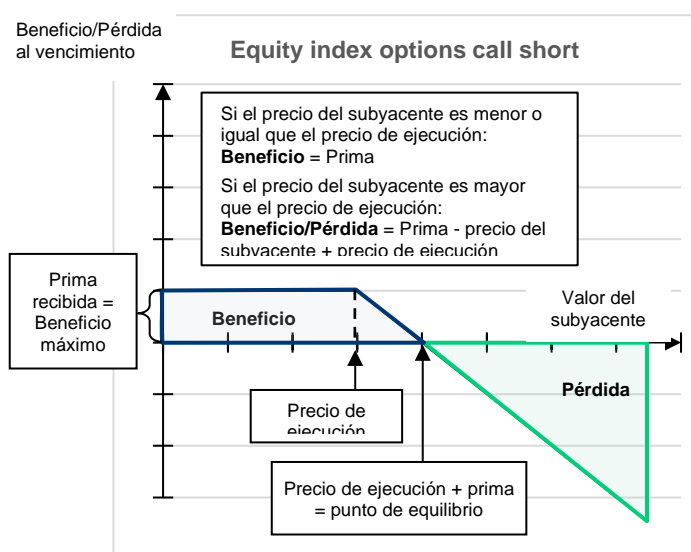 Beneficio/Pérdida
al vencimiento
Equity index options call short
Si el precio del subyacente es menor o
igual que el precio de ejecución:
Beneficio = Prima
Si el precio del subyacente es mayor
que el precio de ejecución:
Beneficio/Pérdida = Prima - precio del
subyacente + precio de ejecución
Prima
recibida =
Beneficio
máximo
Beneficio
Valor del
subyacente
Pérdida
Precio de
ejecución
Precio de ejecución + prima
= punto de equilibrio